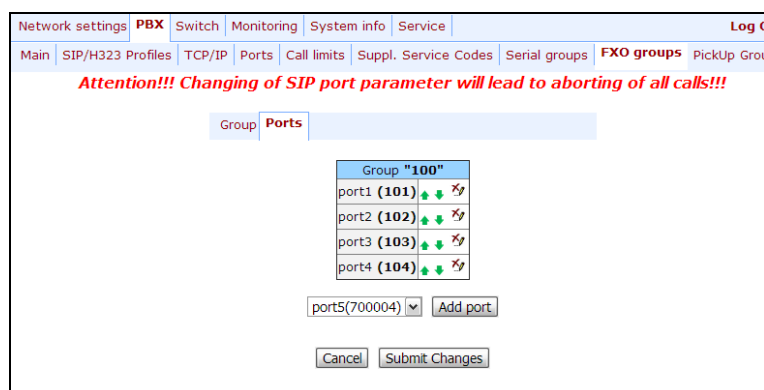 Network settings PBX Switch Monitoring System info Service Log
Main SIP/H323 Profiles TCP/IP Ports Call limits Suppl. Service Codes Serial groups FXO groups PickUp
Attention!!! Changing of SIP port parameter will lead to aborting of all calls!!!
Group Ports
Group "100"
port1 (101)
port2 (102)
port3 (103)
port4 (104)
port5(700004) Add port
Cancel Submit Changes